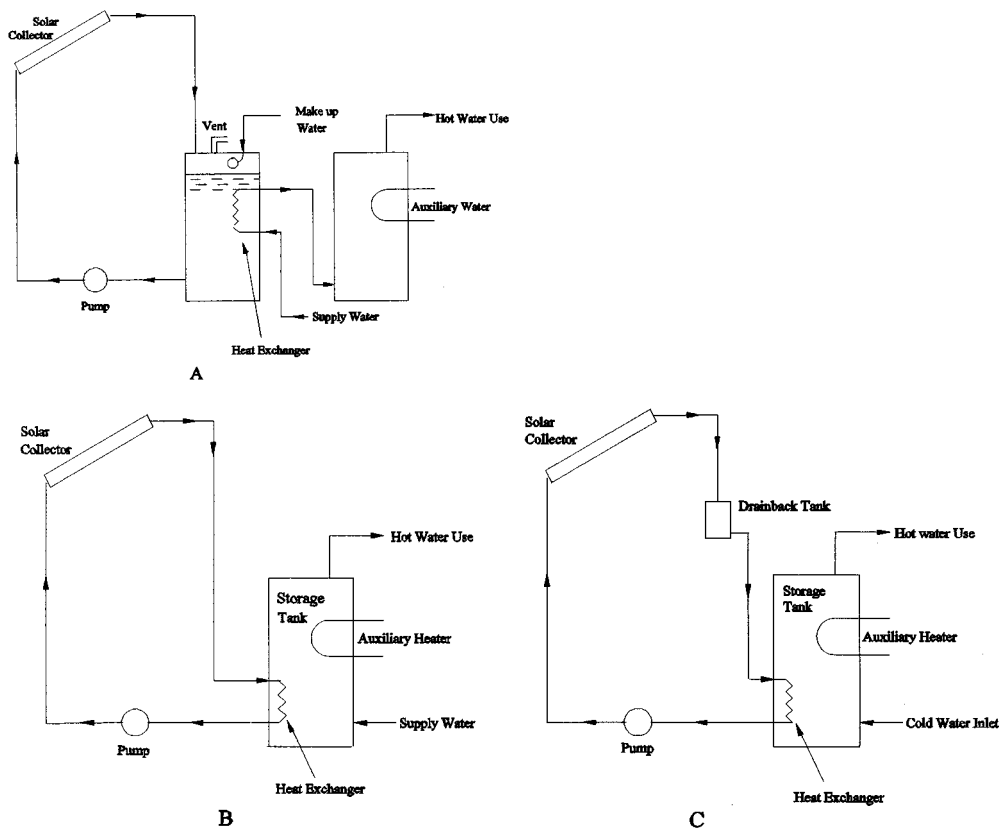 Solar
Collector
Vent
Make up
Water
Hot Water Use
Auxiliary Water
Pump
Supply Water
Heat Exchanger
A
Solar
Collector
Hot Water Use
Storage
Tank
Auxiliary Heater
Supply Water
Pump
Heat Exchanger
B
Solar
Collector
Drainback Tank
Hot water Use
Storage
Tank
Auxiliary Heater
Cold Water Inlet
Pump
Heat Exchanger
C